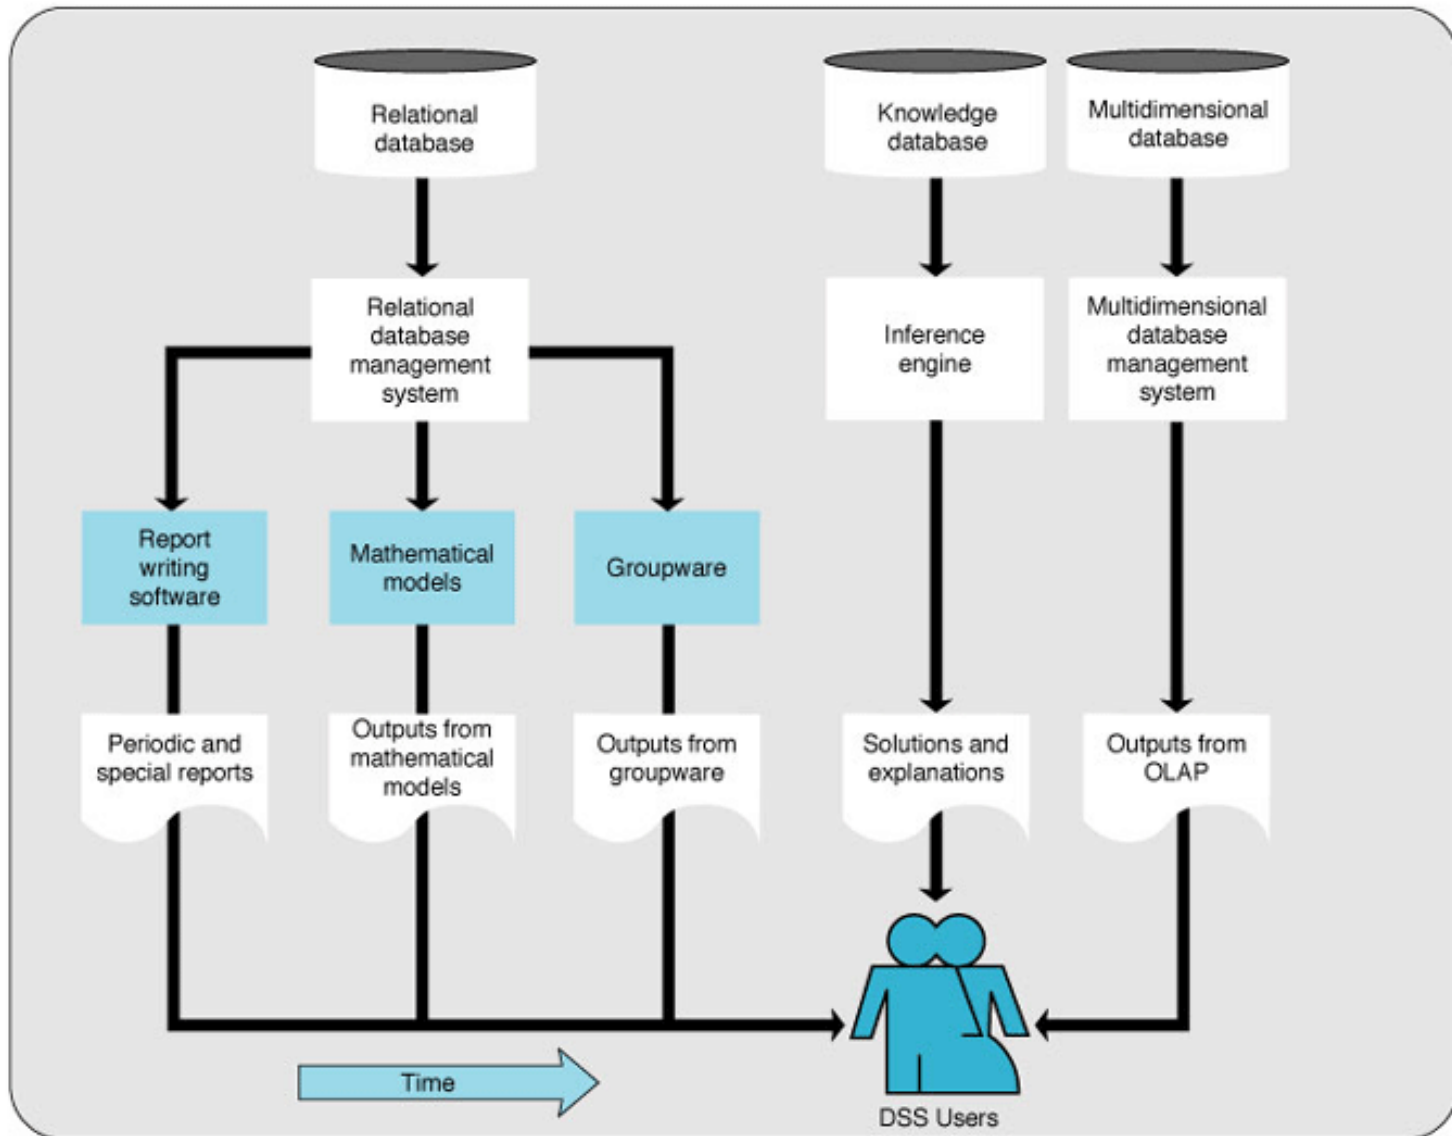 Relational
database
Knowledge
database
Multidimensional
database
Relational
database
management
system
Inference
engine
Multidimensional
database
management
system
Report
writing
software
Mathematical
models
Groupware
Periodic and
special reports
Outputs from
mathematical
models
Outputs from
groupware
Solutions and
explanations
Outputs from
OLAP
Time
DSS Users